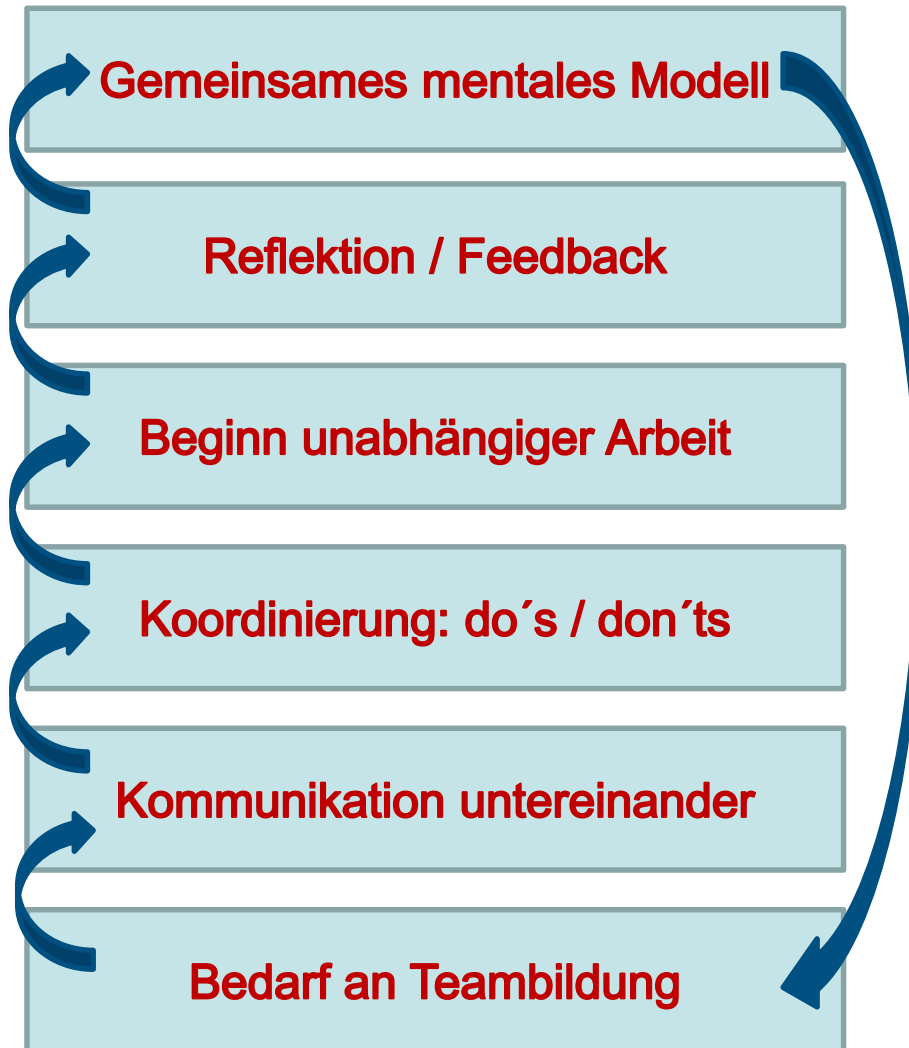 Gemeinsames mentales Modell
Reflektion / Feedback
Beginn unabhängiger Arbeit
Koordinierung: do´s / don´ts
Kommunikation untereinander
Bedarf an Teambildung